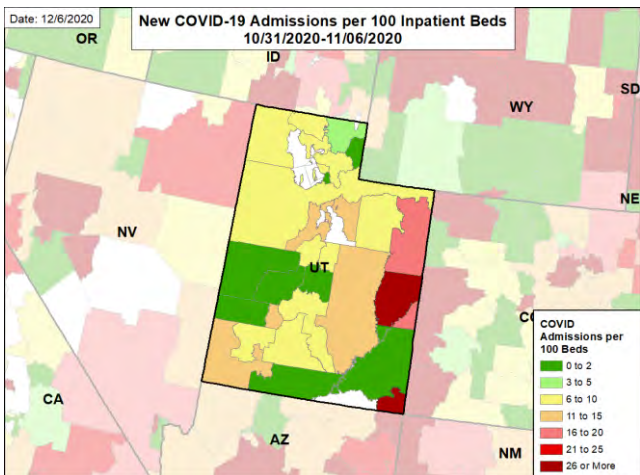 Date: 12/6/2020
New COVID-19 Admissions per 100 Inpatient Beds
10/31/2020-11/06/2020
OR
ID
WY
SD
NE
NV
UT
CO
CA
AZ
NM
COVID
Admissions per
100 Beds
0 to 2
3 to 5
6 to 10
11 to 15
16 to 20
21 to 25
26 or More